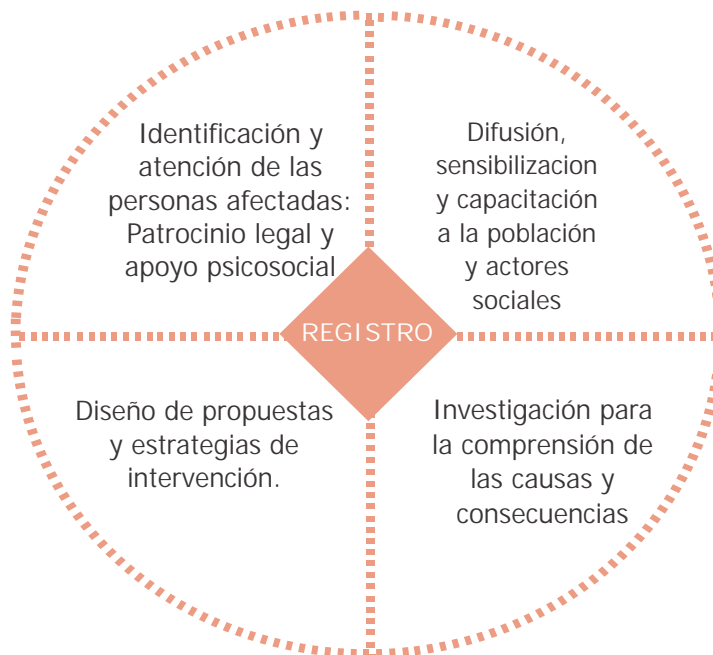 Identificación y
atención de las
personas afectadas:
Patrocinio legal y
apoyo psicosocial
Difusión,
sensibilizacion
y capacitación
a la población
y actores
sociales
REGISTRO
Diseño de propuestas
y estrategias de
intervención.
Investigación para
la comprensión de
las causas y
consecuencias